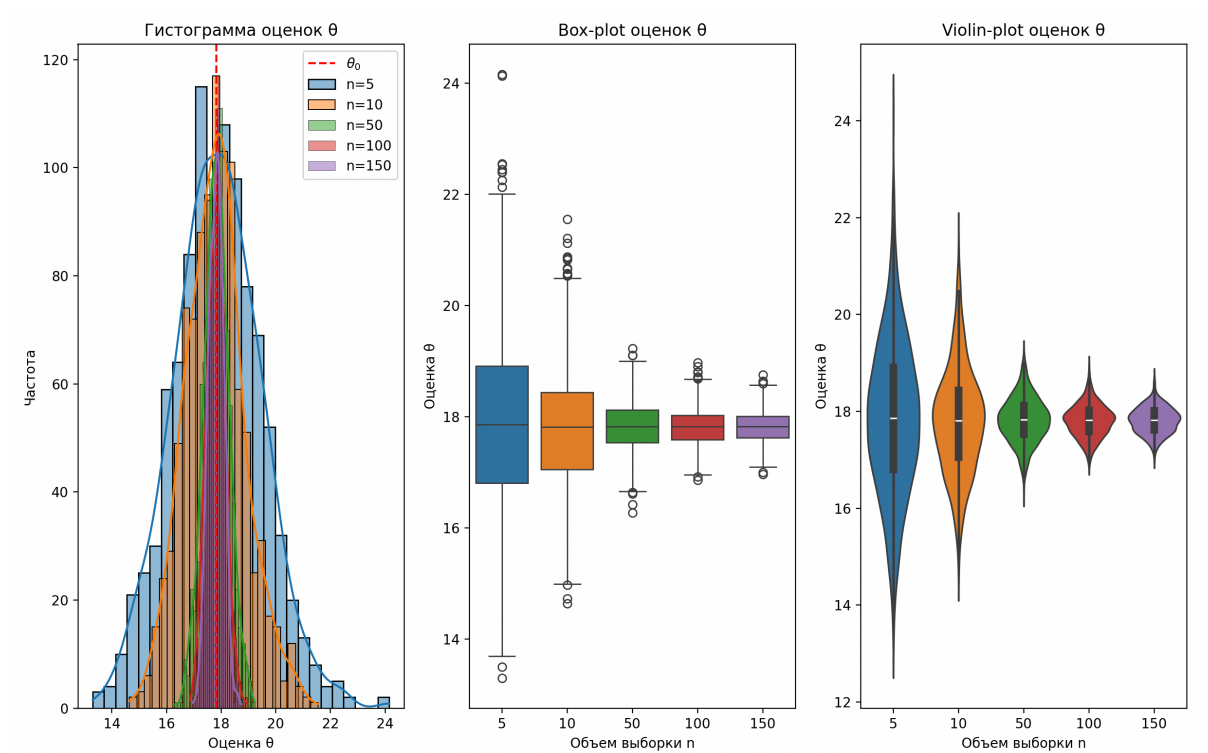 Гистограмма оценок θ
Частота
120
100
80
60
40
20
0
14 16 18 20 22 24
Оценка θ
θ₀
n=5
n=10
n=50
n=100
n=150
Box-plot оценок θ
Оценка θ
24
22
20
18
16
14
5 10 50 100 150
Объем выборки n
Violin-plot оценок θ
Оценка θ
24
22
20
18
16
14
12
5 10 50 100 150
Объем выборки n